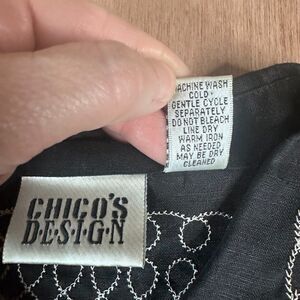 MACHINE WASH
COLD
GENTLE CYCLE
SEPARATELY
DO NOT BLEACH
LINE DRY
WARM IRON
AS NEEDED
MAY BE DRY
CLEANED
CHICO'S
D·E·S·I·G·N